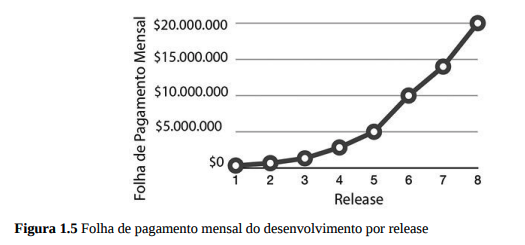 Folha de Pagamento Mensal
$20.000.000
$15.000.000
$10.000.000
$5.000.000
$0
1 2 3 4 5 6 7 8
Release
Figura 1.5 Folha de pagamento mensal do desenvolvimento por release